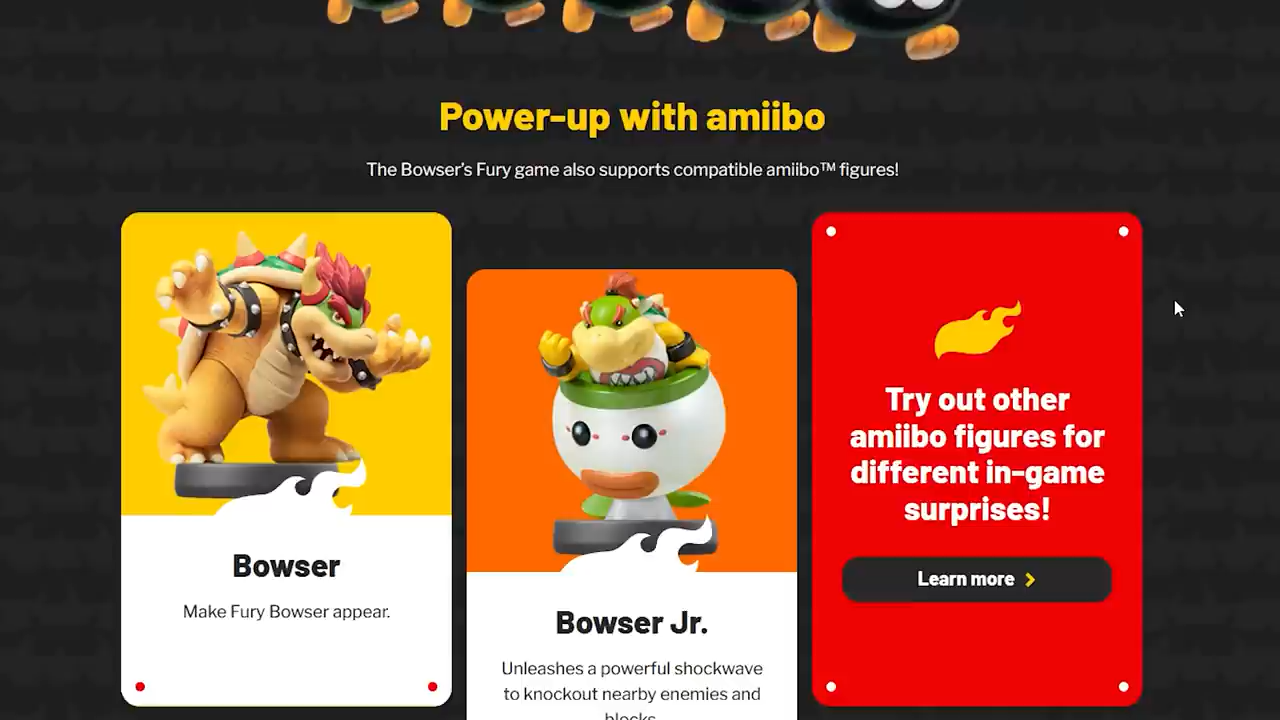 Power-up with amiibo
The Bowser's Fury game also supports compatible amiibo™ figures!
Bowser
Make Fury Bowser appear.
Bowser Jr.
Unleashes a powerful shockwave
to knockout nearby enemies and
blocks.
Try out other
amiibo figures for
different in-game
surprises!
Learn more